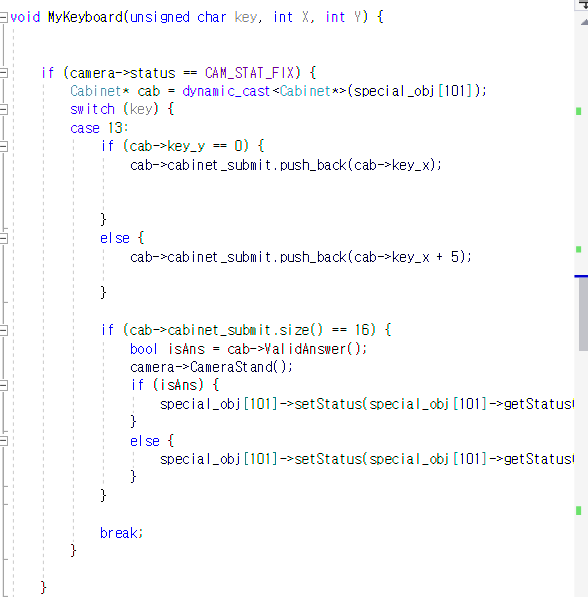 void MyKeyboard(unsigned char key, int X, int Y) {
if (camera->status == CAM_STAT_FIX) {
Cabinet* cab = dynamic_cast<Cabinet*>(special_obj[101]);
switch (key) {
case 13:
if (cab->key_y == 0) {
cab->cabinet_submit.push_back(cab->key_x);
}
else {
cab->cabinet_submit.push_back(cab->key_x + 5);
}
if (cab->cabinet_submit.size() == 16) {
bool isAns = cab->ValidAnswer();
camera->CameraStand();
if (isAns) {
special_obj[101]->setStatus(special_obj[101]->getStatus(
}
else {
special_obj[101]->setStatus(special_obj[101]->getStatus(
}
}
break;
}
}